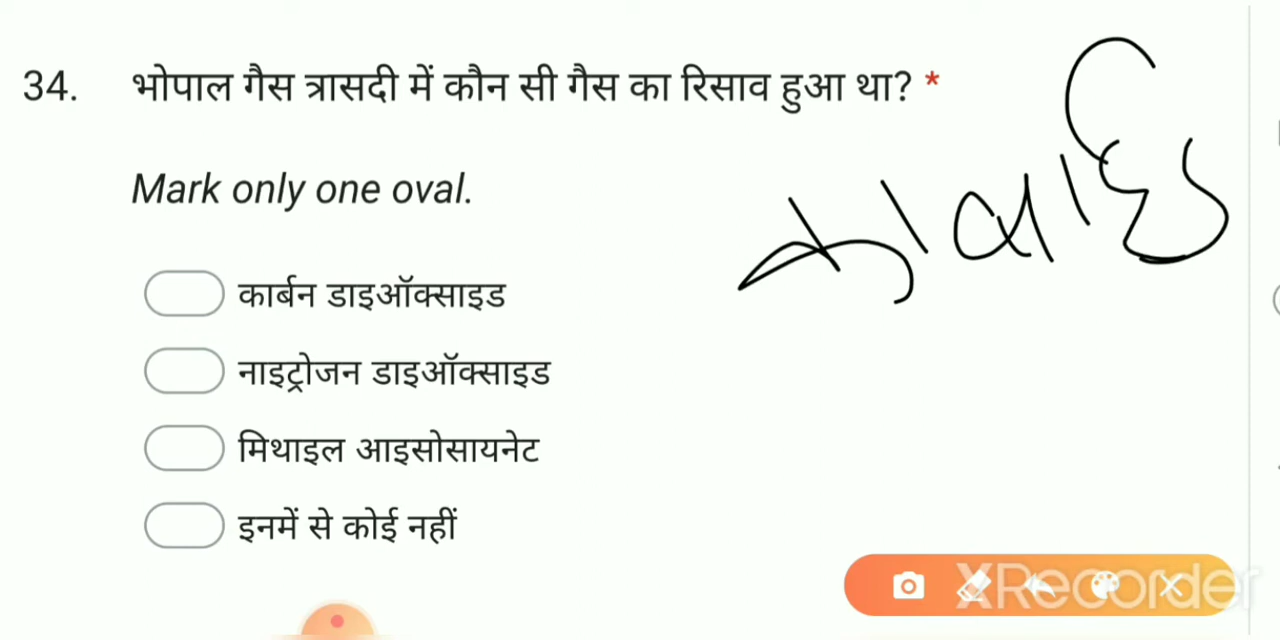 34. भोपाल गैस त्रासदी में कौन सी गैस का रिसाव हुआ था? *
Mark only one oval.
कार्बन डाइऑक्साइड
नाइट्रोजन डाइऑक्साइड
मिथाइल आइसोसायनेट
इनमें से कोई नहीं
XRecorder